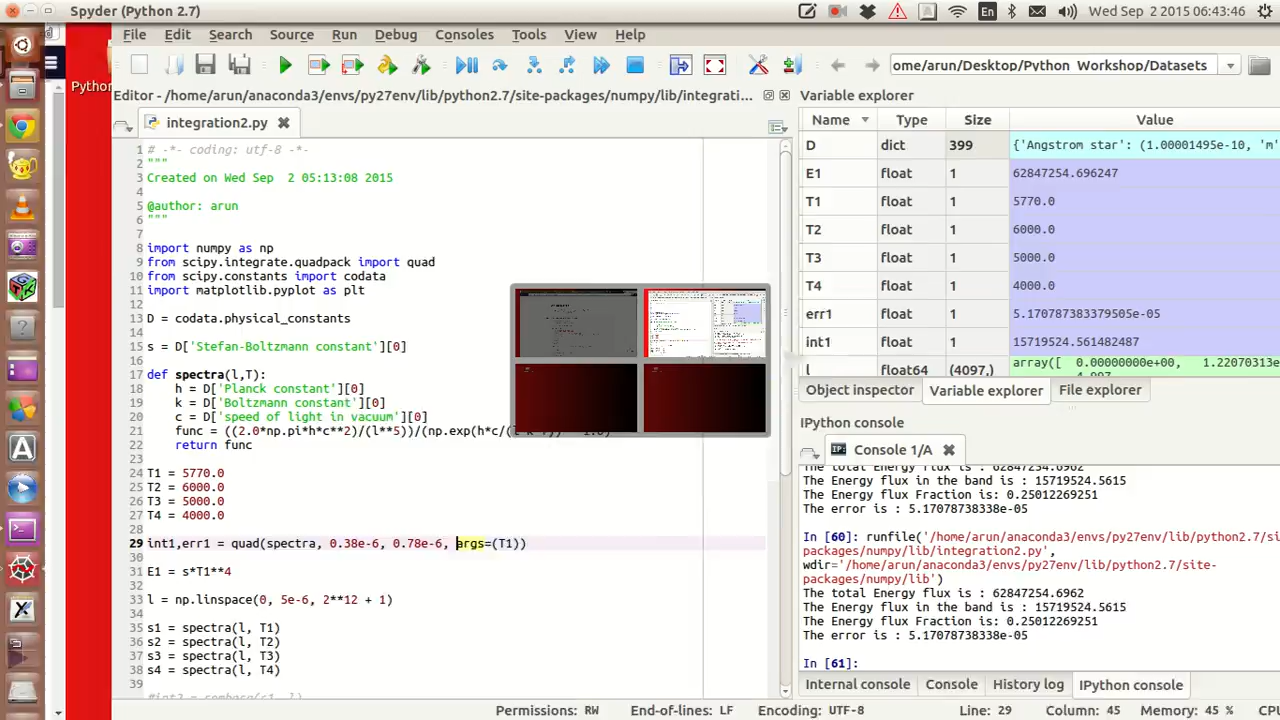 Spyder (Python 2.7)
En
Wed Sep 2 2015 06:43:46
File Edit Search Source Run Debug Consoles Tools View Help
Python
ome/arun/Desktop/Python Workshop/Datasets
Editor - /home/arun/anaconda3/envs/py27env/lib/python2.7/site-packages/numpy/lib/integrati...
integration2.py
1 # -*- coding: utf-8 -*-
2 """
3 Created on Wed Sep 2 05:13:08 2015
4
5 @author: arun
6 """
7
8 import numpy as np
9 from scipy.integrate.quadpack import quad
10 from scipy.constants import codata
11 import matplotlib.pyplot as plt
12
13 D = codata.physical_constants
14
15 s = D['Stefan-Boltzmann constant'][0]
16
17 def spectra(l,T):
18 h = D['Planck constant'][0]
19 k = D['Boltzmann constant'][0]
20 c = D['speed of light in vacuum'][0]
21 func = ((2.0*np.pi*h*c**2)/(l**5))/(np.exp(h*c/(
22 return func
23
24 T1 = 5770.0
25 T2 = 6000.0
26 T3 = 5000.0
27 T4 = 4000.0
28
29 int1,err1 = quad(spectra, 0.38e-6, 0.78e-6, args=(T1))
30
31 E1 = s*T1**4
32
33 l = np.linspace(0, 5e-6, 2**12 + 1)
34
35 s1 = spectra(l, T1)
36 s2 = spectra(l, T2)
37 s3 = spectra(l, T3)
38 s4 = spectra(l, T4)
39
Variable explorer
Name Type Size Value
D dict 399 {'Angstrom star': (1.00001495e-10, 'm'
E1 float 1 62847254.696247
T1 float 1 5770.0
T2 float 1 6000.0
T3 float 1 5000.0
T4 float 1 4000.0
err1 float 1 5.170787383379505e-05
int1 float 1 15719524.561482487
l float64 (4097,) array([ 0.00000000e+00, 1.22070313e
Object inspector Variable explorer File explorer
IPython console
Console 1/A
The total Energy flux is : 62847254.6962
The Energy flux in the band is : 15719524.5615
The Energy flux Fraction is: 0.25012269251
The error is : 5.17078738338e-05
In [60]: runfile('/home/arun/anaconda3/envs/py27env/lib/python2.7/si
packages/numpy/lib/integration2.py',
wdir='/home/arun/anaconda3/envs/py27env/lib/python2.7/site-
packages/numpy/lib')
The total Energy flux is : 62847254.6962
The Energy flux in the band is : 15719524.5615
The Energy flux Fraction is: 0.25012269251
The error is : 5.17078738338e-05
In [61]:
Internal console Console History log IPython console
Permissions: RW End-of-lines: LF Encoding: UTF-8 Line: 29 Column: 45 Memory: 45 % CPU